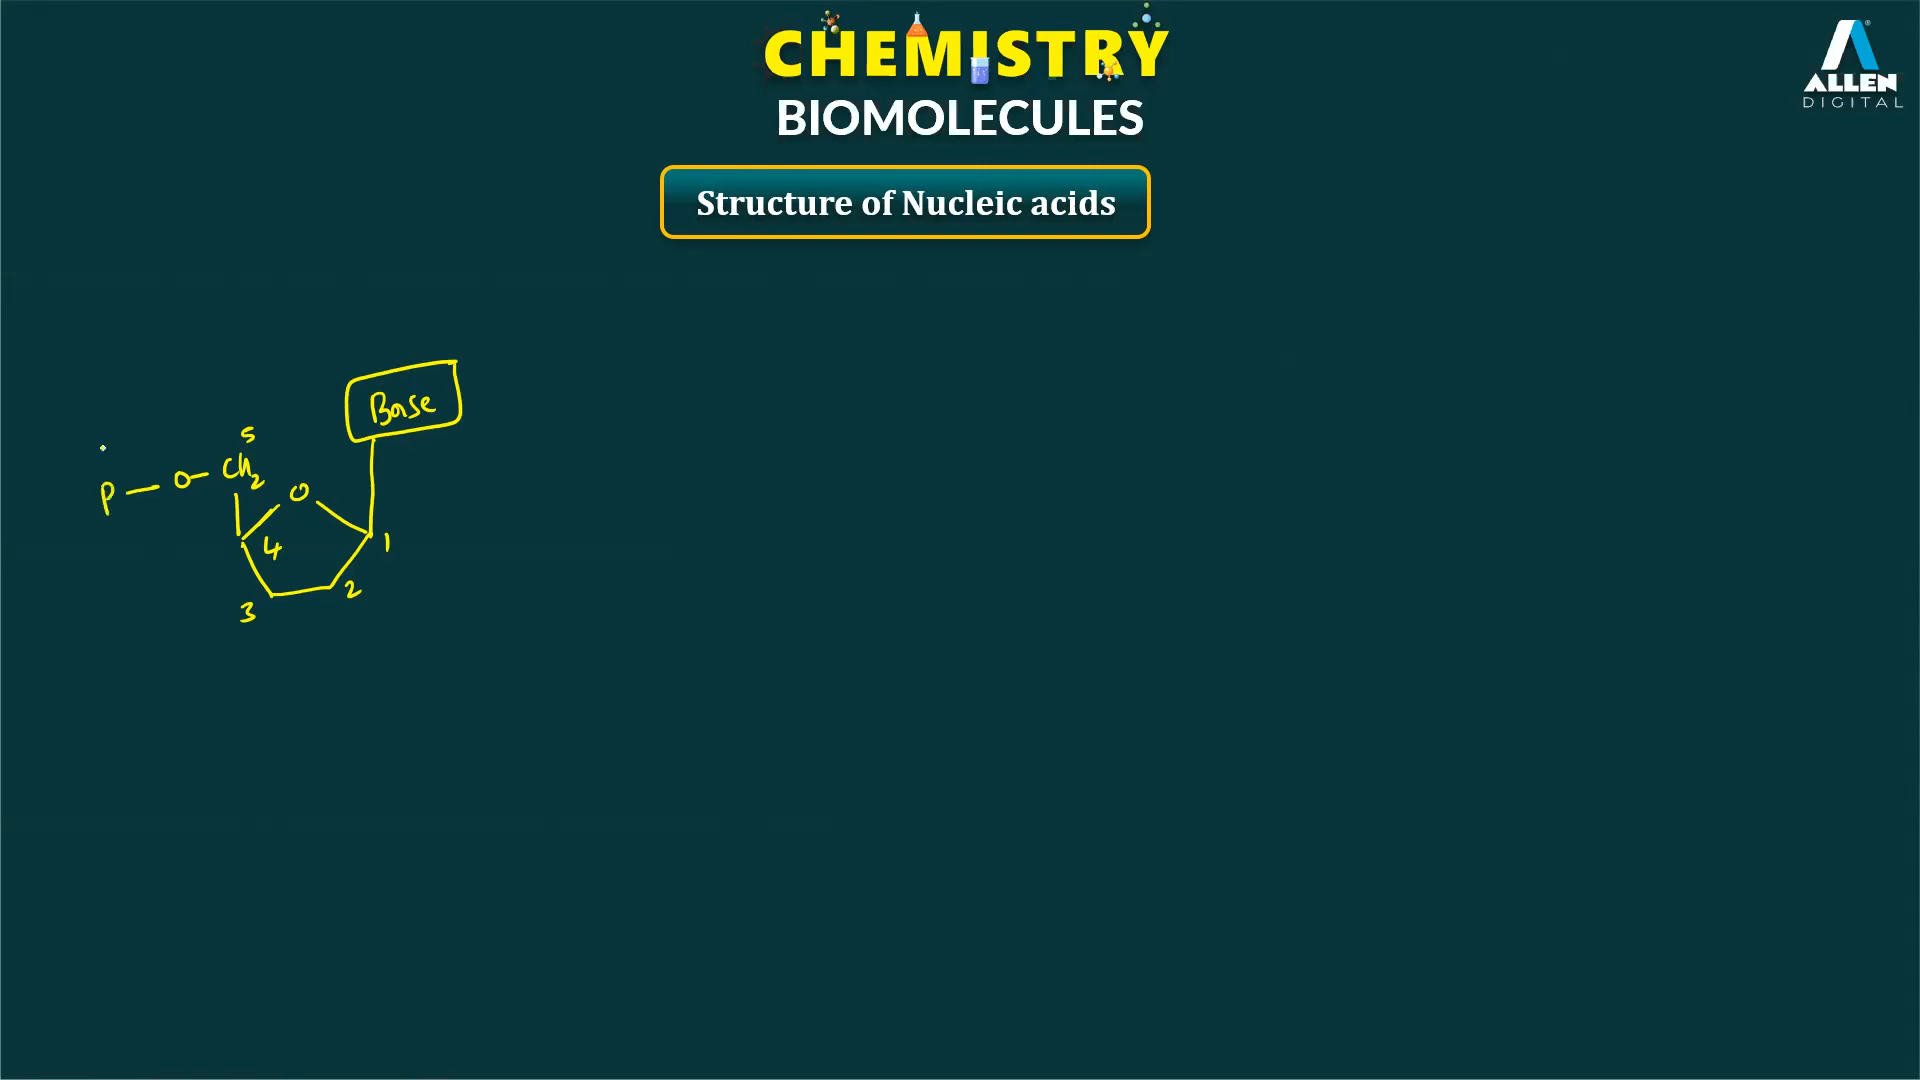 CHEMISTRY
BIOMOLECULES
ALLEN
DIGITAL
Structure of Nucleic acids
Base
5
P — O — CH2
O
4
1
2
3